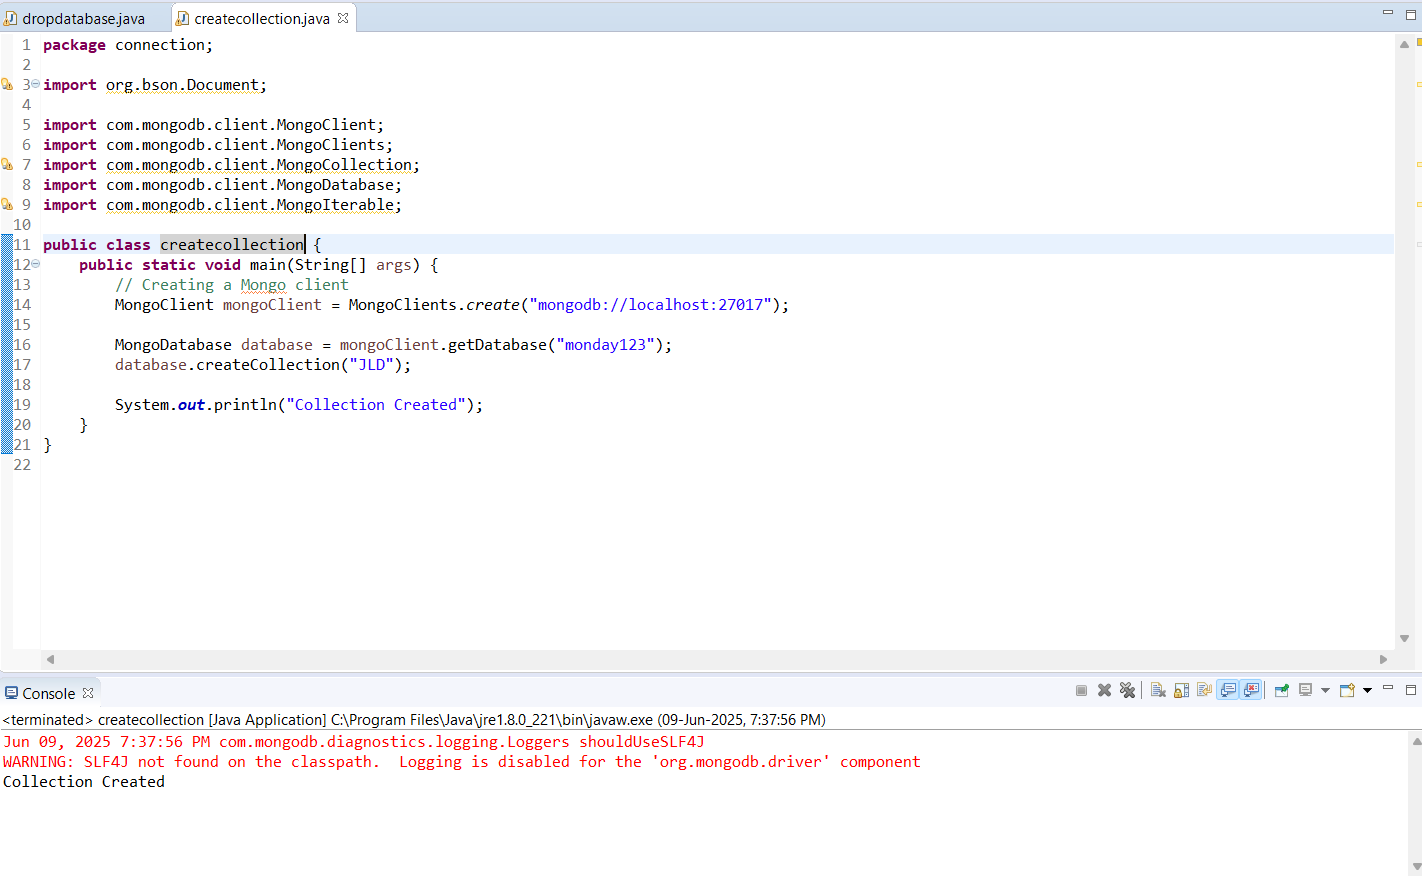 dropdatabase.java createcollection.java
1 package connection;
2
3 import org.bson.Document;
4
5 import com.mongodb.client.MongoClient;
6 import com.mongodb.client.MongoClients;
7 import com.mongodb.client.MongoCollection;
8 import com.mongodb.client.MongoDatabase;
9 import com.mongodb.client.MongoIterable;
10
11 public class createcollection {
12     public static void main(String[] args) {
13         // Creating a Mongo client
14         MongoClient mongoClient = MongoClients.create("mongodb://localhost:27017");
15
16         MongoDatabase database = mongoClient.getDatabase("monday123");
17         database.createCollection("JLD");
18
19         System.out.println("Collection Created");
20     }
21 }
22
Console
<terminated> createcollection [Java Application] C:\Program Files\Java\jre1.8.0_221\bin\javaw.exe (09-Jun-2025, 7:37:56 PM)
Jun 09, 2025 7:37:56 PM com.mongodb.diagnostics.logging.Loggers shouldUseSLF4J
WARNING: SLF4J not found on the classpath.  Logging is disabled for the 'org.mongodb.driver' component
Collection Created